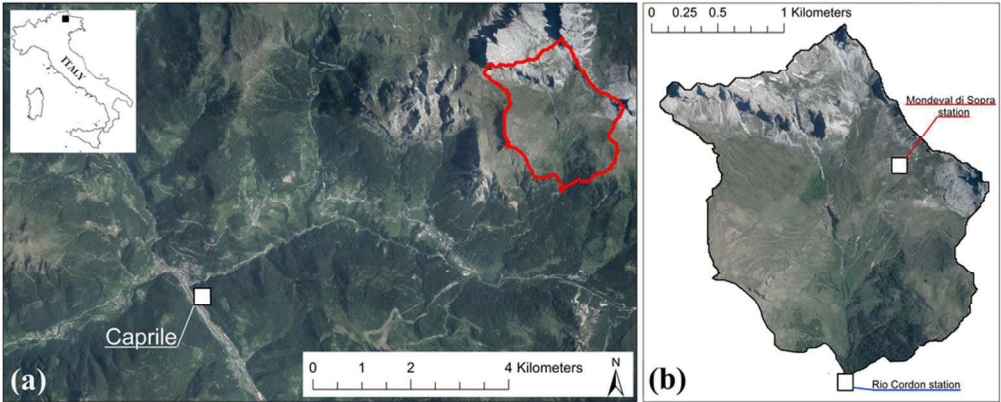 ITALY
Caprile
0 1 2 4 Kilometers
N
(a)
0 0.25 0.5 1 Kilometers
Mondeval di Sopra
station
Rio Cordon station
(b)